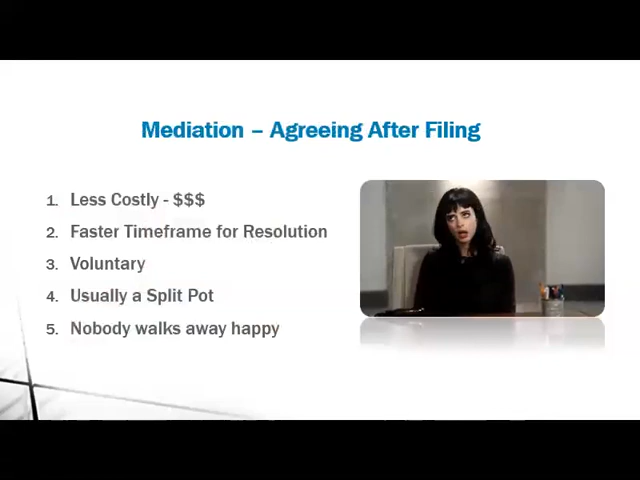 Mediation – Agreeing After Filing
1. Less Costly - $$$
2. Faster Timeframe for Resolution
3. Voluntary
4. Usually a Split Pot
5. Nobody walks away happy